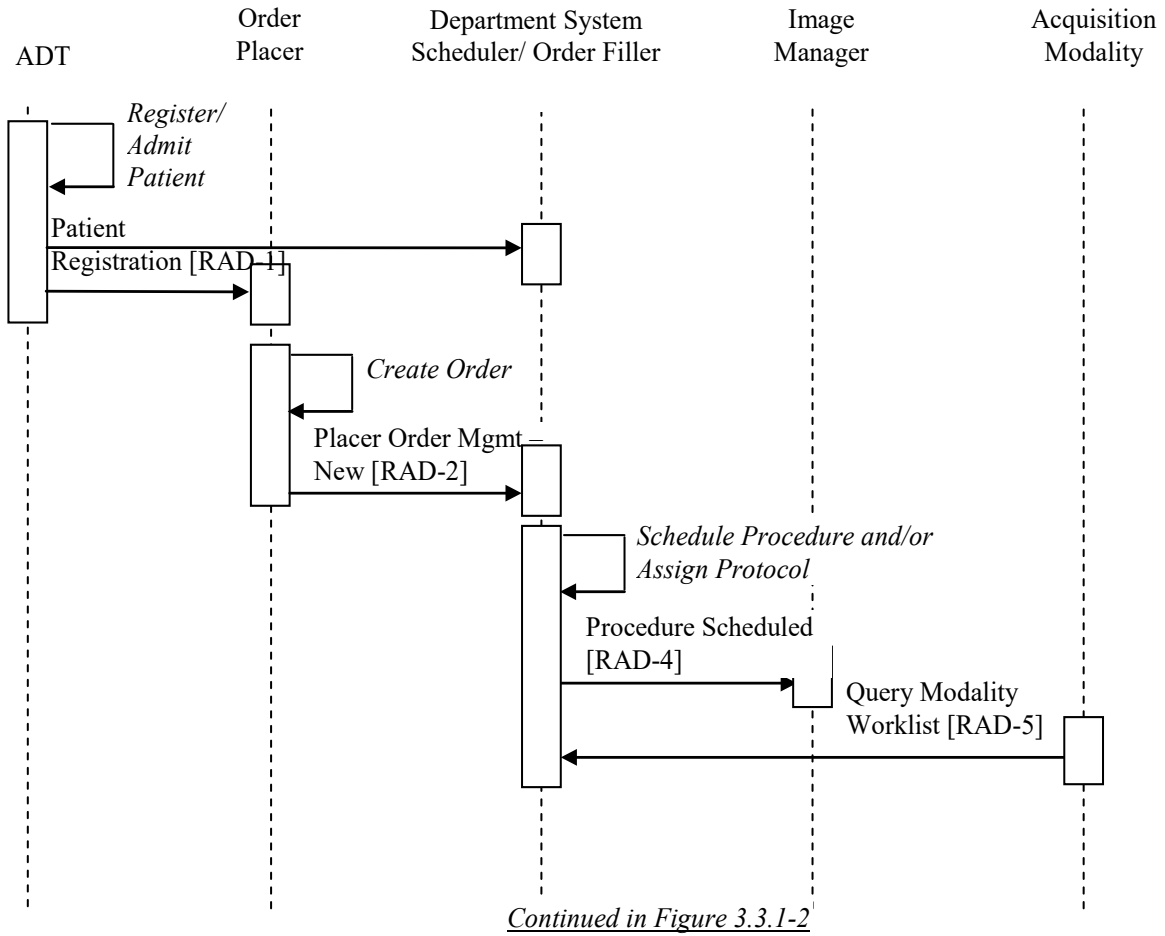 ADT
Order
Placer
Department System
Scheduler/ Order Filler
Image
Manager
Acquisition
Modality
Register/
Admit
Patient
Patient
Registration [RAD-1]
Create Order
Placer Order Mgmt –
New [RAD-2]
Schedule Procedure and/or
Assign Protocol
Procedure Scheduled
[RAD-4]
Query Modality
Worklist [RAD-5]
Continued in Figure 3.3.1-2